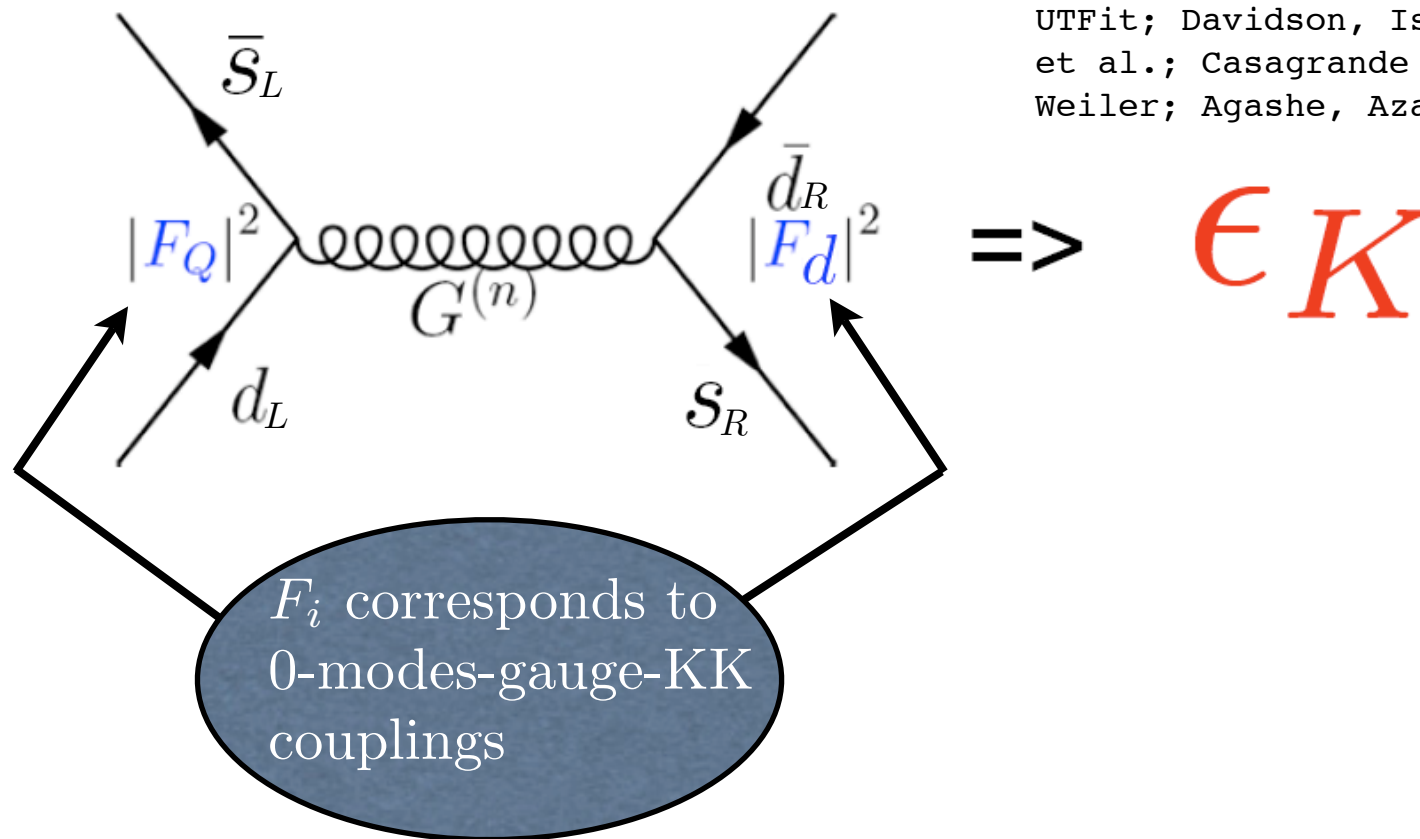 UTFit; Davidson, Is
et al.; Casagrande
Weiler; Agashe, Aza
s̅_L
d̅_R
|F_Q|²
|F_d|²
G^(n)
=> ϵ_K
d_L
s_R
F_i corresponds to
0-modes-gauge-KK
couplings